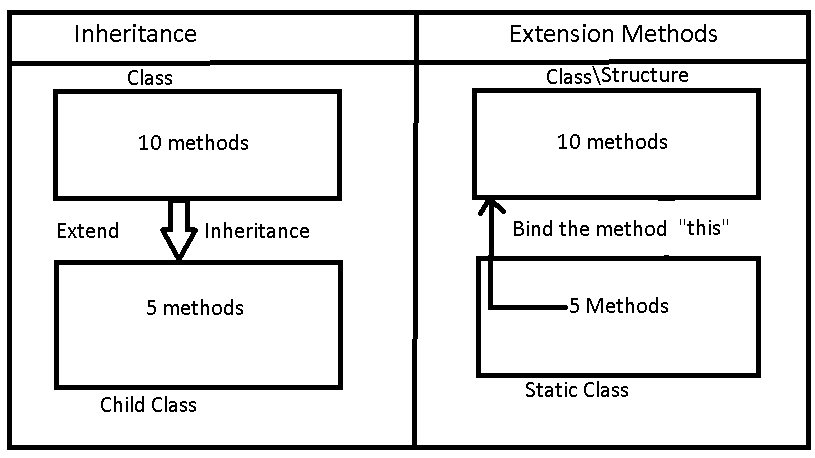 Inheritance
Extension Methods
Class
Class\Structure
10 methods
10 methods
Extend
Inheritance
Bind the method "this"
5 methods
5 Methods
Child Class
Static Class